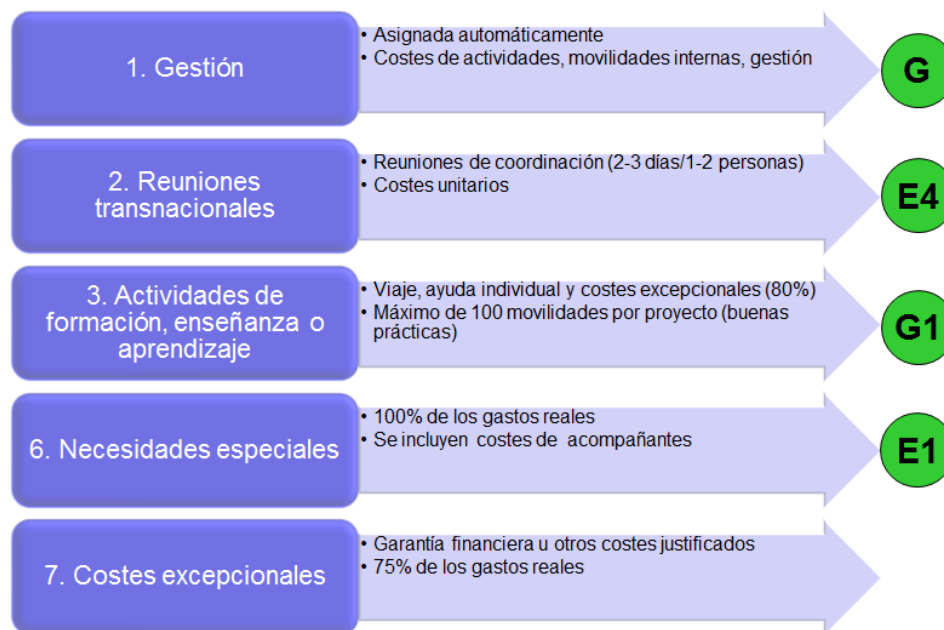 1. Gestión
• Asignada automáticamente
• Costes de actividades, movilidades internas, gestión
G
2. Reuniones
transnacionales
• Reuniones de coordinación (2-3 días/1-2 personas)
• Costes unitarios
E4
3. Actividades de
formación, enseñanza o
aprendizaje
• Viaje, ayuda individual y costes excepcionales (80%)
• Máximo de 100 movilidades por proyecto (buenas
prácticas)
G1
6. Necesidades especiales
• 100% de los gastos reales
• Se incluyen costes de acompañantes
E1
7. Costes excepcionales
• Garantía financiera u otros costes justificados
• 75% de los gastos reales